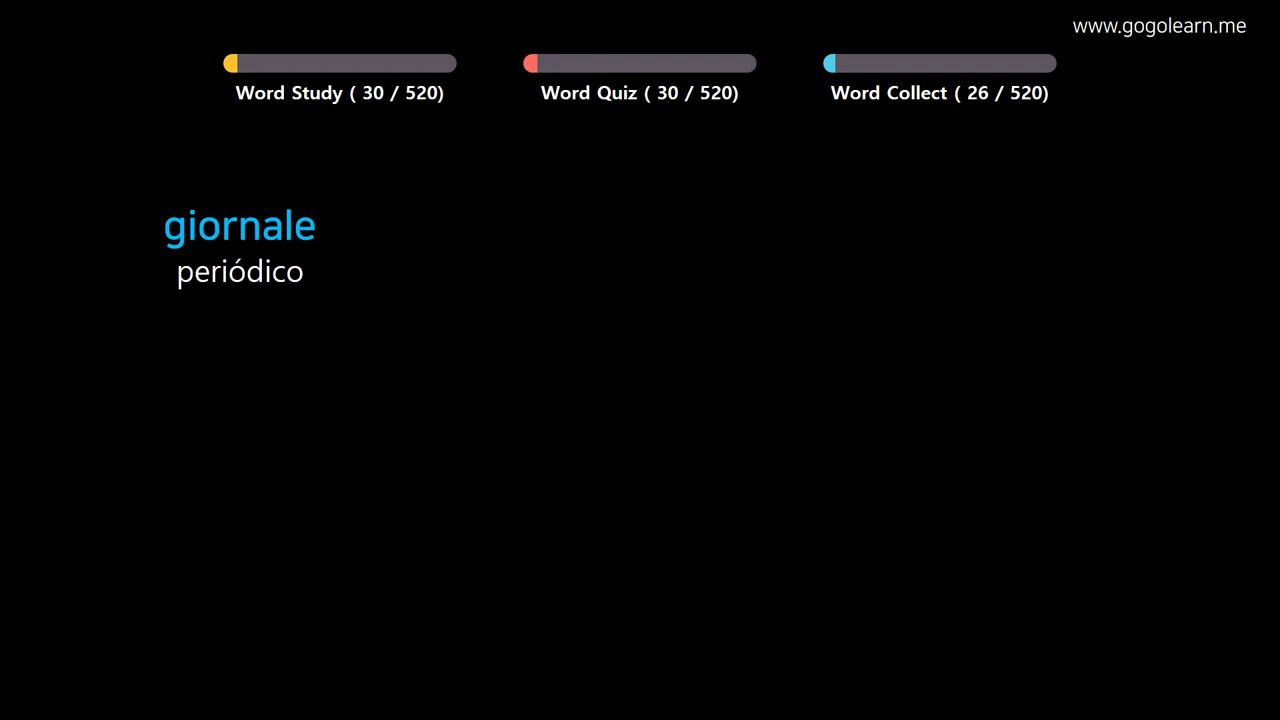 www.gogolearn.me
Word Study ( 30 / 520)
Word Quiz ( 30 / 520)
Word Collect ( 26 / 520)
giornale
periódico